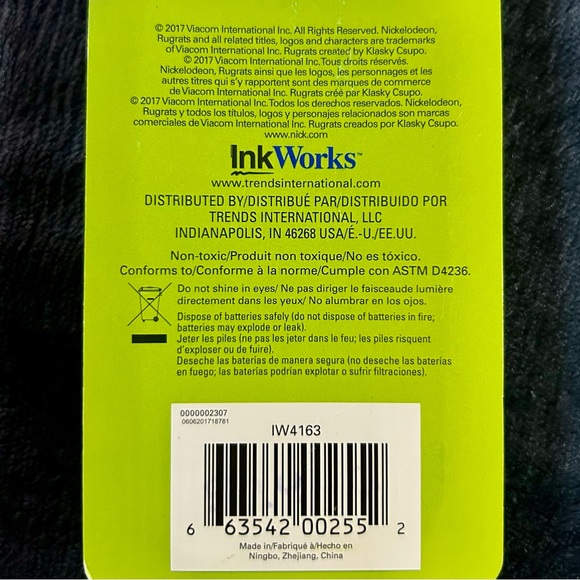 © 2017 Viacom International Inc. All Rights Reserved. Nickelodeon,
Rugrats and all related titles, logos and characters are trademarks
of Viacom International Inc. Rugrats created by Klasky Csupo.
© 2017 Viacom International Inc. Tous droits réservés.
Nickelodeon, Rugrats ainsi que les logos, les personnages et les
autres titres qui s'y rapportent sont des marques de commerce
de Viacom International Inc. Rugrats créé par Klasky Csupo.
© 2017 Viacom International Inc. Todos los derechos reservados. Nickelodeon,
Rugrats y todos los títulos, logos y personajes relacionados son marcas
comerciales de Viacom International Inc. Rugrats creados por Klasky Csupo.
www.nick.com
InkWorks™
www.trendsinternational.com
DISTRIBUTED BY/DISTRIBUÉ PAR/DISTRIBUIDO POR
TRENDS INTERNATIONAL, LLC
INDIANAPOLIS, IN 46268 USA/É.-U./EE.UU.
Non-toxic/Produit non toxique/No es tóxico.
Conforms to/Conforme à la norme/Cumple con ASTM D4236.
Do not shine in eyes/ Ne pas diriger le faisceaude lumière
directement dans les yeux/ No alumbrar en los ojos.
Dispose of batteries safely (do not dispose of batteries in fire;
batteries may explode or leak).
Jeter les piles (ne pas les jeter dans le feu; les piles risquent
d'exploser ou de fuire).
Deseche las baterías de manera segura (no deseche las baterías
en fuego; las baterías podrían explotar o sufrir filtraciones).
0000002307
0606201718781
IW4163
6 63542 00255 2
Made in/Fabriqué à/Hecho en
Ningbo, Zhejiang, China